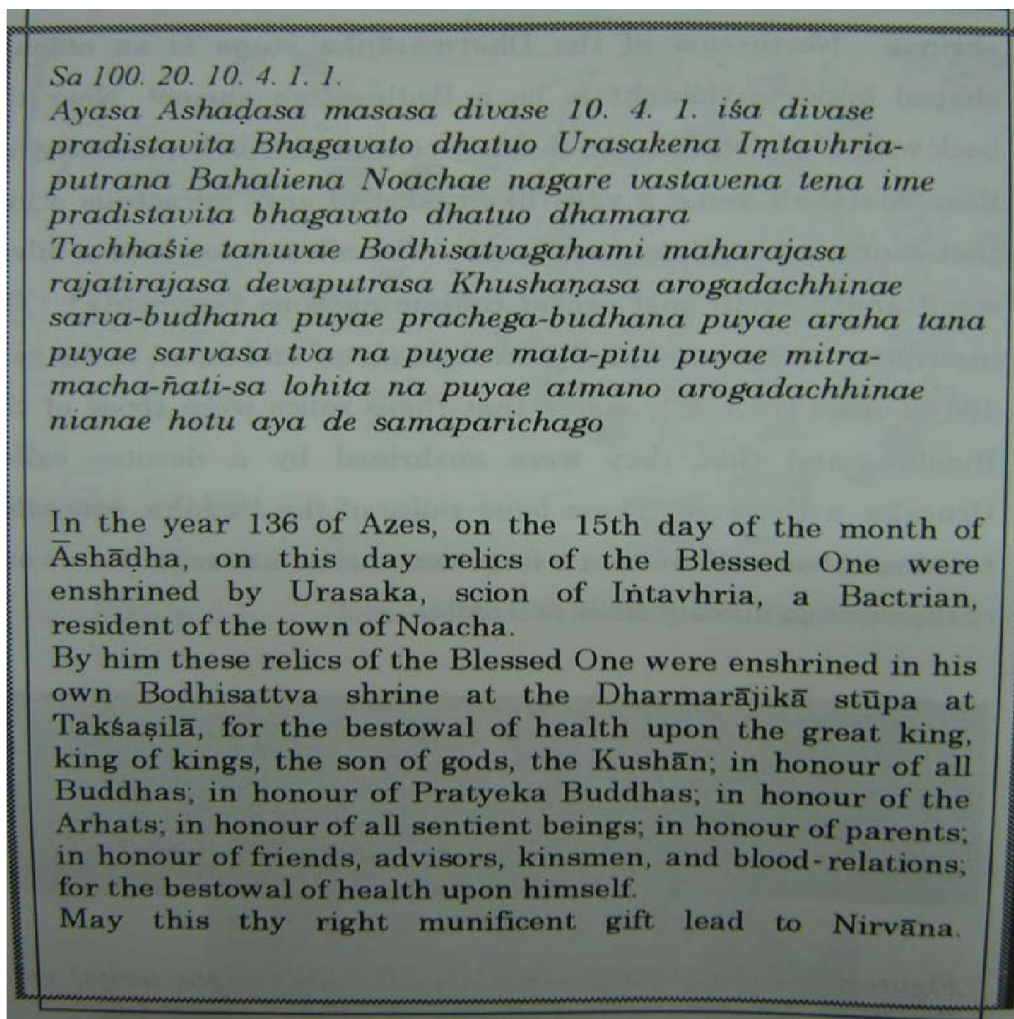 Sa 100. 20. 10. 4. 1. 1.
Ayasa Ashaḍasa masasa divase 10. 4. 1. iśa divase
pradistavita Bhagavato dhatuo Urasakena Iṃtavhria-
putrana Bahaliena Noachae nagare vastavena tena ime
pradistavita bhagavato dhatuo dhamara
Tachhaśie tanuvae Bodhisatvagahami maharajasa
rajatirajasa devaputrasa Khushaṇasa arogadachhinae
sarva-budhana puyae prachega-budhana puyae araha tana
puyae sarvasa tva na puyae mata-pitu puyae mitra-
macha-ñati-sa lohita na puyae atmano arogadachhinae
nianae hotu aya de samaparichago
In the year 136 of Azes, on the 15th day of the month of
Āshāḍha, on this day relics of the Blessed One were
enshrined by Urasaka, scion of Iṅtavhria, a Bactrian,
resident of the town of Noacha.
By him these relics of the Blessed One were enshrined in his
own Bodhisattva shrine at the Dharmarājikā stūpa at
Takśaṣilā, for the bestowal of health upon the great king,
king of kings, the son of gods, the Kushān; in honour of all
Buddhas; in honour of Pratyeka Buddhas; in honour of the
Arhats; in honour of all sentient beings; in honour of parents;
in honour of friends, advisors, kinsmen, and blood-relations;
for the bestowal of health upon himself.
May this thy right munificent gift lead to Nirvāna.